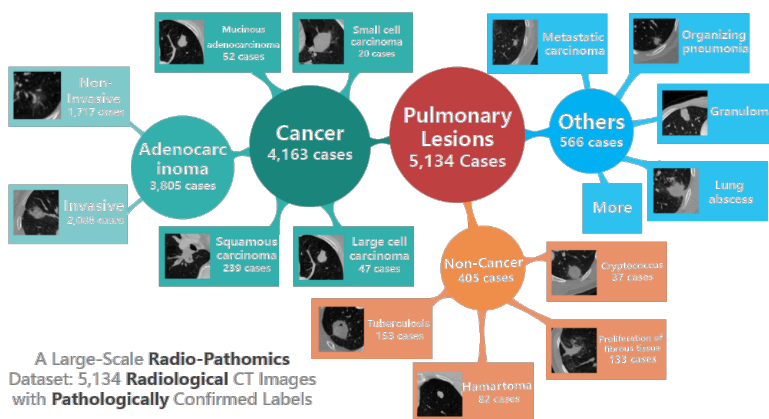 Mucinous
adenocarcinoma
52 cases
Small cell
carcinoma
20 cases
Metastatic
carcinoma
Organizing
pneumonia
Non-
Invasive
1,717 cases
Cancer
4,163 cases
Pulmonary
Lesions
5,134 Cases
Others
566 cases
Granulom
Adenocarc
inoma
3,805 cases
Invasive
2,088 cases
Lung
abscess
More
Squamous
carcinoma
239 cases
Large cell
carcinoma
47 cases
Non-Cancer
405 cases
Cryptococcus
37 cases
Tuberculosis
153 cases
Proliferation of
fibrous tissue
133 cases
Hamartoma
82 cases
A Large-Scale Radio-Pathomics
Dataset: 5,134 Radiological CT Images
with Pathologically Confirmed Labels